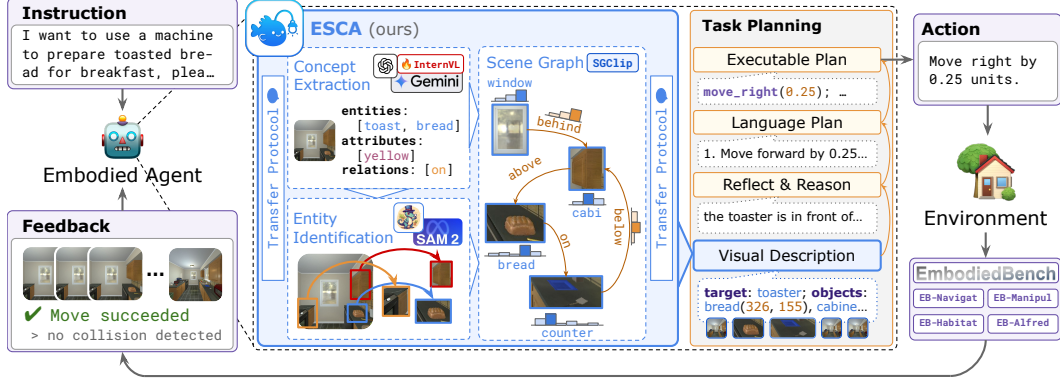 Instruction
I want to use a machine
to prepare toasted bre-
ad for breakfast, plea…
Embodied Agent
Feedback
...
Move succeeded
> no collision detected
ESCA (ours)
Transfer Protocol
Concept
Extraction
InternVL
Gemini
entities:
[toast, bread]
attributes:
[yellow]
relations: [on]
Entity
Identification
SAM 2
Scene Graph
SGClip
window
behind
above
cabi
bread
on
below
counter
Transfer Protocol
Task Planning
Executable Plan
move_right(0.25); …
Language Plan
1. Move forward by 0.25…
Reflect & Reason
the toaster is in front of…
Visual Description
target: toaster; objects:
bread(326, 155), cabine…
Action
Move right by
0.25 units.
Environment
EmbodiedBench
EB-Navigat
EB-Manipul
EB-Habitat
EB-Alfred